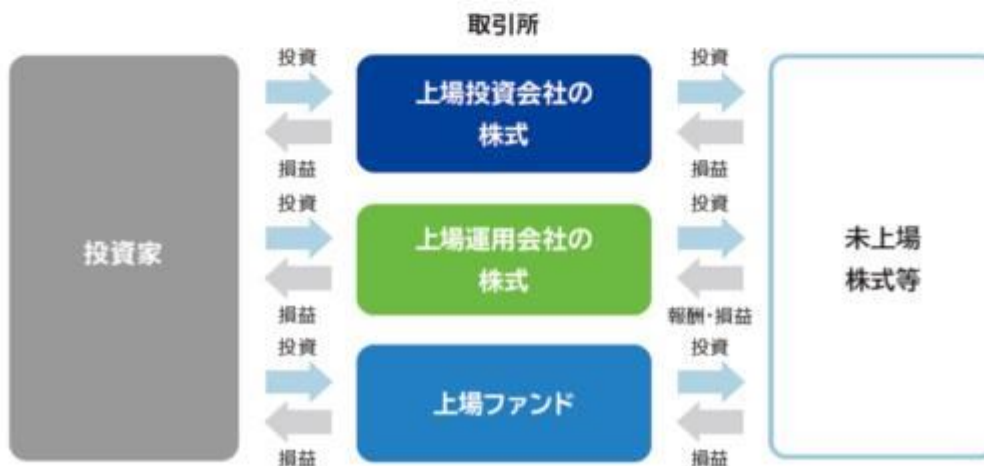 取引所
投資
投資
上場投資会社の
株式
損益
損益
投資
投資
投資家
上場運用会社の
株式
未上場
株式等
損益
報酬・損益
投資
投資
上場ファンド
損益
損益